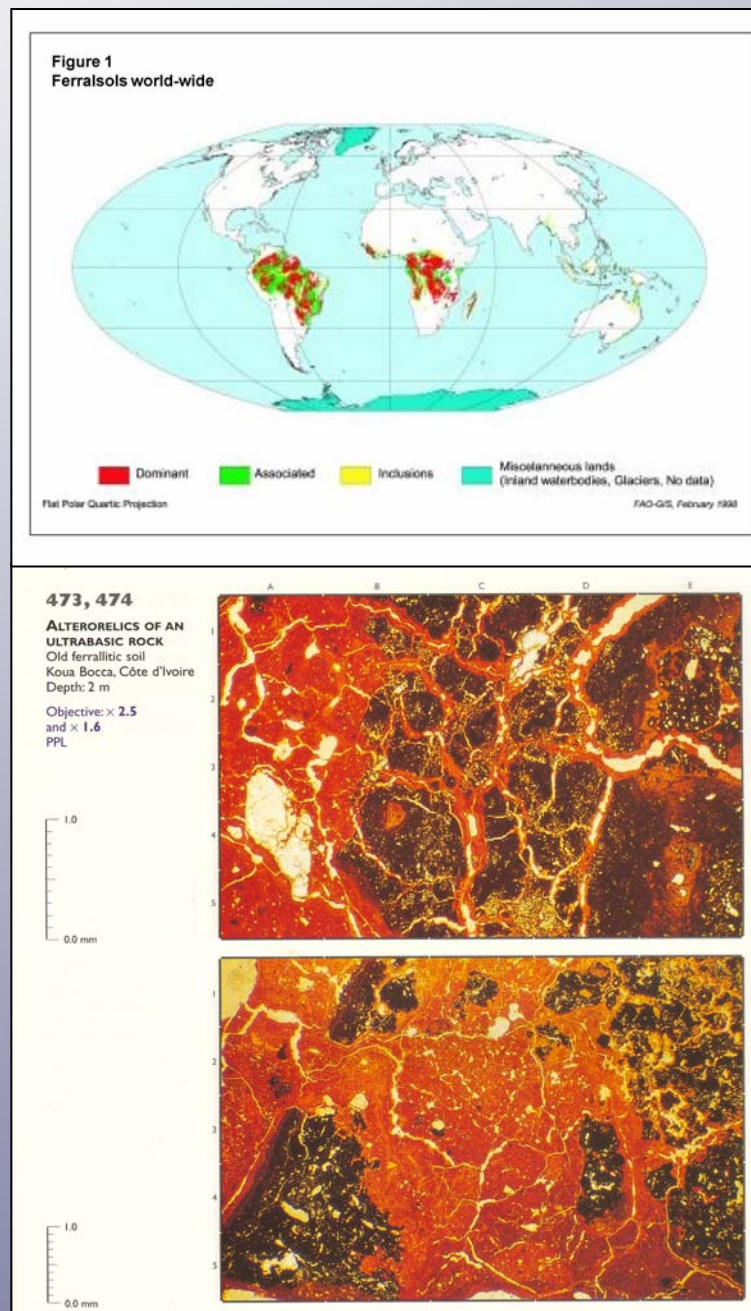 Figure 1
Ferralsols world-wide
Dominant
Associated
Inclusions
Miscelanneous lands
(Inland waterbodies, Glaciers, No data)
Flat Polar Quartic Projection
FAO-GIS, February 1998
473, 474
ALTERORELICS OF AN
ULTRABASIC ROCK
Old ferrallitic soil
Koua Bocca, Côte d'Ivoire
Depth: 2 m
Objective: × 2.5
and × 1.6
PPL
A B C D E
1
2
3
4
5
1.0
0.0 mm
1
2
3
4
5
1.0
0.0 mm